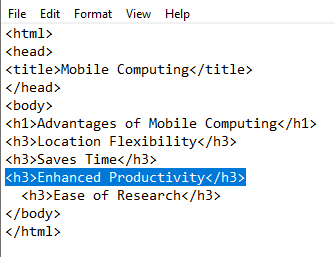 File Edit Format View Help
<html>
<head>
<title>Mobile Computing</title>
</head>
<body>
<h1>Advantages of Mobile Computing</h1>
<h3>Location Flexibility</h3>
<h3>Saves Time</h3>
<h3>Enhanced Productivity</h3>
  <h3>Ease of Research</h3>
</body>
</html>